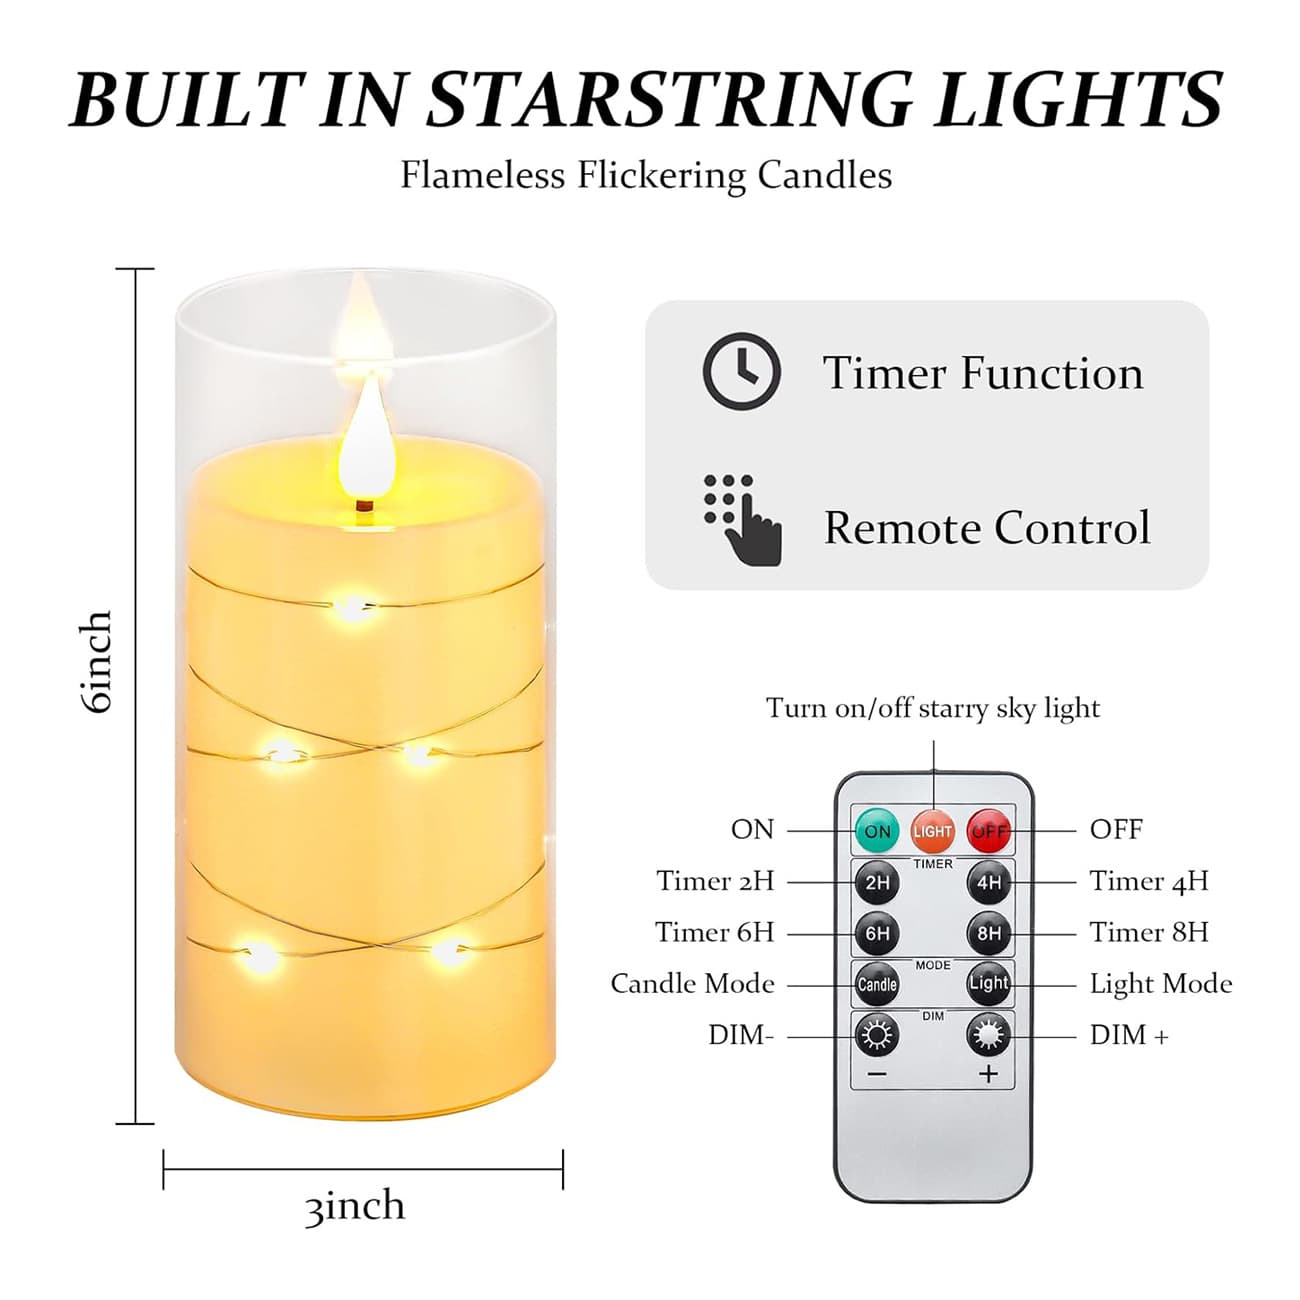 BUILT IN STARSTRING LIGHTS
Flameless Flickering Candles
Timer Function
Remote Control
6inch
3inch
Turn on/off starry sky light
ON
ON
LIGHT
OFF
OFF
TIMER
Timer 2H
2H
4H
Timer 4H
Timer 6H
6H
8H
Timer 8H
MODE
Candle Mode
Candle
Light
Light Mode
DIM
DIM-
DIM +
− +